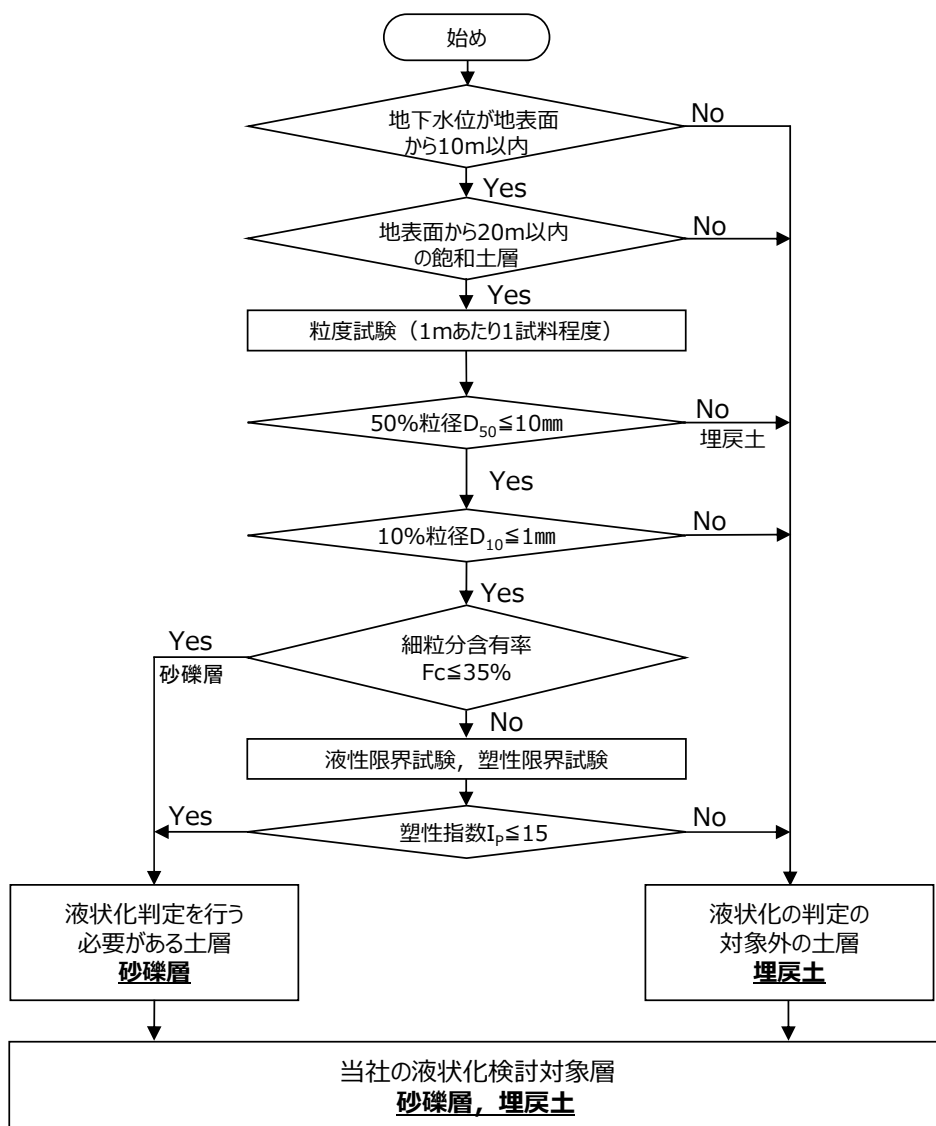 始め
地下水位が地表面
から10m以内
No
Yes
地表面から20m以内
の飽和土層
No
Yes
粒度試験（1mあたり1試料程度）
50%粒径D50≦10㎜
No
埋戻土
Yes
10%粒径D10≦1㎜
No
Yes
細粒分含有率
Fc≦35%
Yes
砂礫層
No
液性限界試験，塑性限界試験
塑性指数IP≦15
Yes
No
液状化判定を行う
必要がある土層
砂礫層
液状化の判定の
対象外の土層
埋戻土
当社の液状化検討対象層
砂礫層，埋戻土